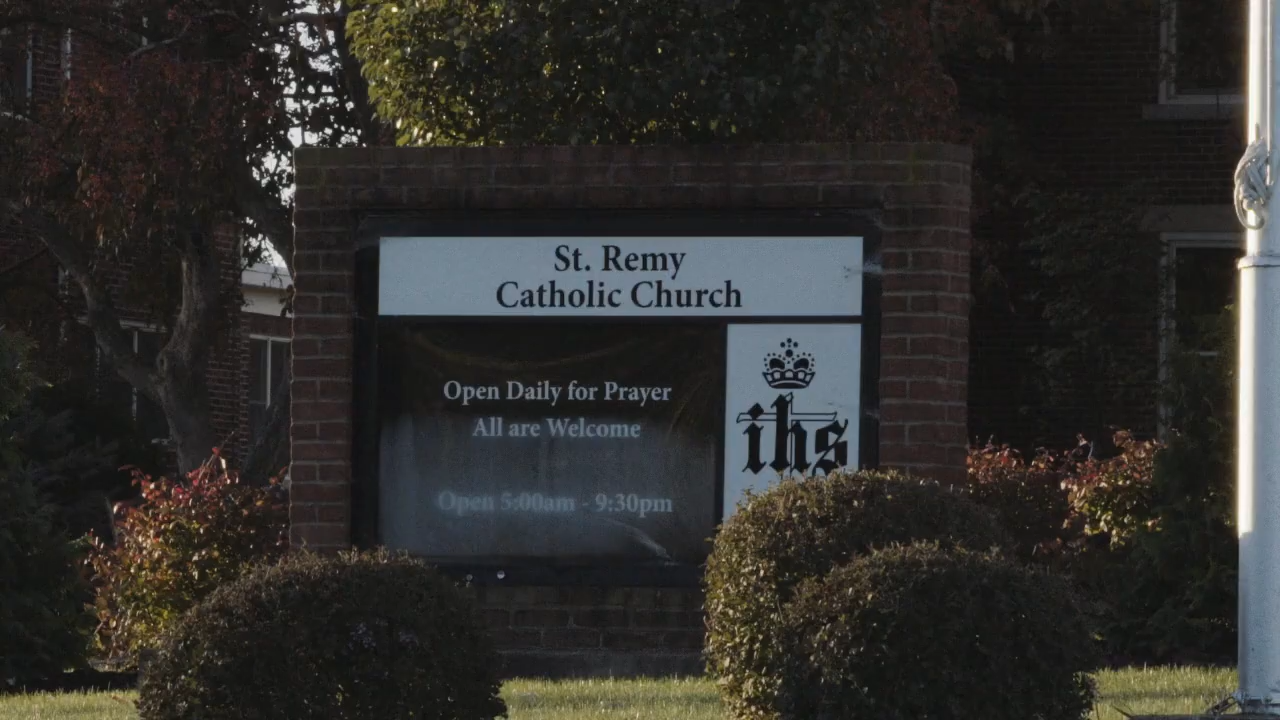 St. Remy
Catholic Church
Open Daily for Prayer
All are Welcome
Open 5:00am - 9:30pm
ihs